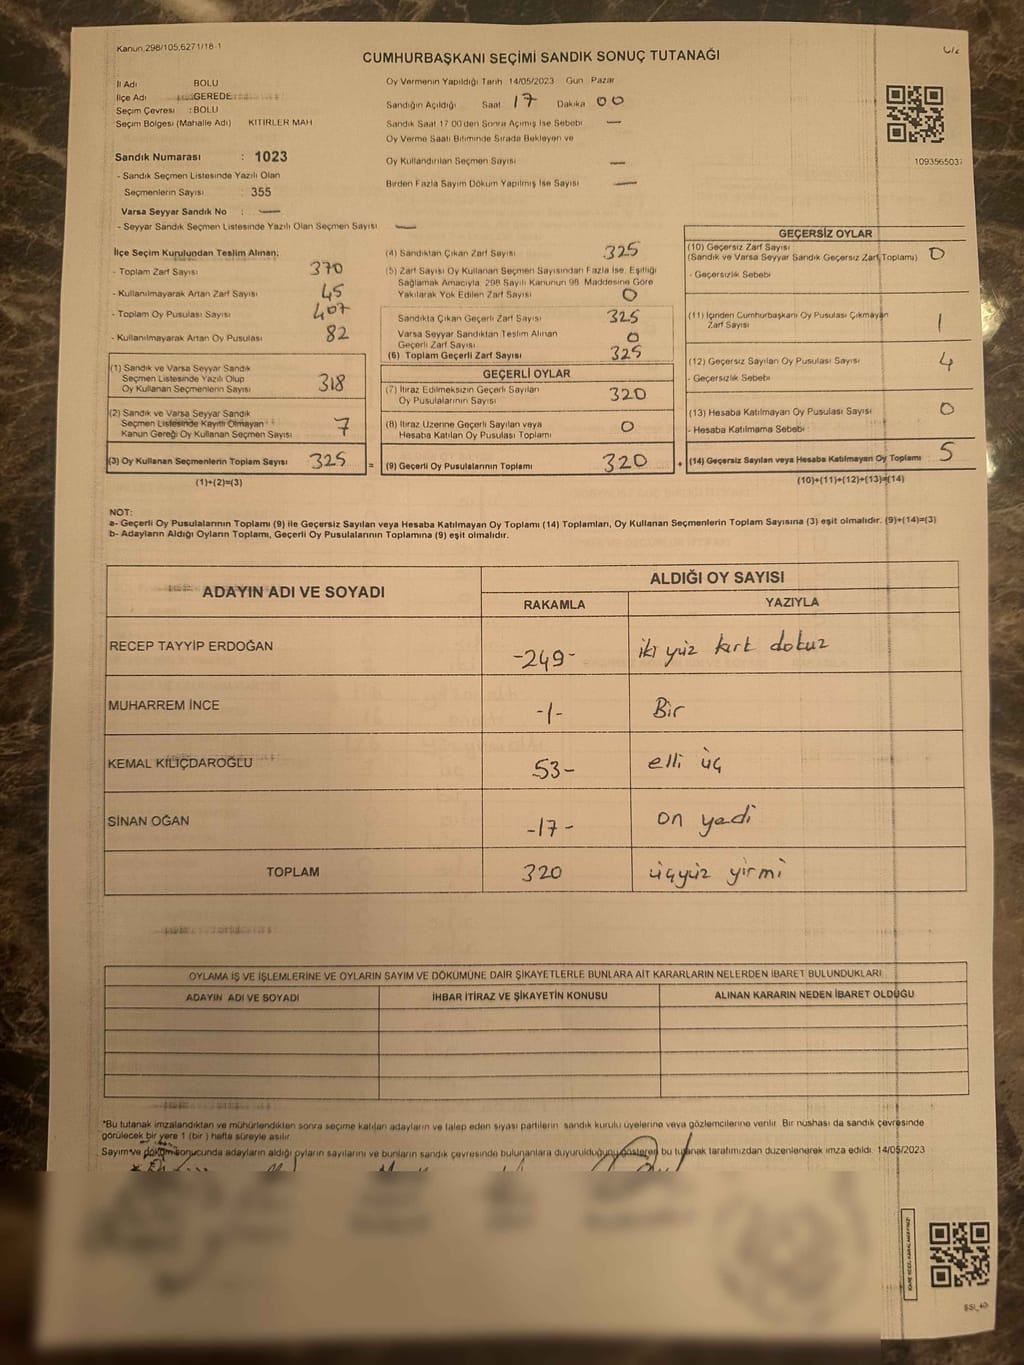 Kanun,298/105,6271/18 1
CUMHURBAŞKANI SEÇİMİ SANDIK SONUÇ TUTANAĞI
İl Adı BOLU
İlçe Adı GEREDE
Seçim Çevresi : BOLU
Seçim Bölgesi (Mahalle Adı) KITIRLER MAH
Oy Vermenin Yapıldığı Tarih 14/05/2023 Gün Pazar
Sandığın Açıldığı Saat 17 Dakika 00
Sandık Saat 17 00'den Sonra Açımış İse Sebebi —
Oy Verme Saati Bitiminde Sırada Bekleyen ve
Oy Kullandırılan Seçmen Sayısı —
Birden Fazla Sayım Döküm Yapılmış İse Sayısı —
109356503
Sandık Numarası : 1023
- Sandık Seçmen Listesinde Yazılı Olan
Seçmenlerin Sayısı 355
Varsa Seyyar Sandık No : —
- Seyyar Sandık Seçmen Listesinde Yazılı Olan Seçmen Sayısı —
İlçe Seçim Kurulundan Teslim Alınan;
- Toplam Zarf Sayısı 370
- Kullanılmayarak Artan Zarf Sayısı 45
- Toplam Oy Pusulası Sayısı 407
- Kullanılmayarak Artan Oy Pusulası 82
(1) Sandık ve Varsa Seyyar Sandık
Seçmen Listesinde Yazılı Olup
Oy Kullanan Seçmenlerin Sayısı 318
(2) Sandık ve Varsa Seyyar Sandık
Seçmen Listesinde Kayıtlı Olmayan
Kanun Gereği Oy Kullanan Seçmen Sayısı 7
(3) Oy Kullanan Seçmenlerin Toplam Sayısı 325
(1)+(2)=(3)
(4) Sandıktan Çıkan Zarf Sayısı 325
(5) Zarf Sayısı Oy Kullanan Seçmen Sayısından Fazla İse, Eşitliği
Sağlamak Amacıyla 298 Sayılı Kanunun 98 Maddesine Göre
Yakılarak Yok Edilen Zarf Sayısı 0
Sandıkta Çıkan Geçerli Zarf Sayısı 325
Varsa Seyyar Sandıktan Teslim Alınan
Geçerli Zarf Sayısı 0
(6) Toplam Geçerli Zarf Sayısı 325
GEÇERLİ OYLAR
(7) İtiraz Edilmeksizin Geçerli Sayılan
Oy Pusulalarının Sayısı 320
(8) İtiraz Üzerine Geçerli Sayılan veya
Hesaba Katılan Oy Pusulası Toplamı 0
= (9) Geçerli Oy Pusulalarının Toplamı 320
GEÇERSİZ OYLAR
(10) Geçersiz Zarf Sayısı
(Sandık ve Varsa Seyyar Sandık Geçersiz Zarf Toplamı) 0
- Geçersizlik Sebebi
(11) İçinden Cumhurbaşkanı Oy Pusulası Çıkmayan
Zarf Sayısı 1
(12) Geçersiz Sayılan Oy Pusulası Sayısı 4
- Geçersizlik Sebebi
(13) Hesaba Katılmayan Oy Pusulası Sayısı 0
- Hesaba Katılmama Sebebi
+ (14) Geçersiz Sayılan veya Hesaba Katılmayan Oy Toplamı 5
(10)+(11)+(12)+(13)=(14)
NOT:
a- Geçerli Oy Pusulalarının Toplamı (9) ile Geçersiz Sayılan veya Hesaba Katılmayan Oy Toplamı (14) Toplamları, Oy Kullanan Seçmenlerin Toplam Sayısına (3) eşit olmalıdır. (9)+(14)=(3)
b- Adayların Aldığı Oyların Toplamı, Geçerli Oy Pusulalarının Toplamına (9) eşit olmalıdır.
ADAYIN ADI VE SOYADI ALDIĞI OY SAYISI
RAKAMLA YAZIYLA
RECEP TAYYİP ERDOĞAN -249- iki yüz kırk dokuz
MUHARREM İNCE -1- Bir
KEMAL KILIÇDAROĞLU 53- elli üç
SİNAN OĞAN -17- on yedi
TOPLAM 320 üçyüz yirmi
OYLAMA İŞ VE İŞLEMLERİNE VE OYLARIN SAYIM VE DÖKÜMÜNE DAİR ŞİKAYETLERLE BUNLARA AİT KARARLARIN NELERDEN İBARET BULUNDUKLARI
ADAYIN ADI VE SOYADI İHBAR İTİRAZ VE ŞİKAYETİN KONUSU ALINAN KARARIN NEDEN İBARET OLDUĞU
*Bu tutanak imzalandıktan ve mühürlendikten sonra seçime katılan adayların ve talep eden siyasi partilerin sandık kurulu üyelerine veya gözlemcilerine verilir. Bir nüshası da sandık çevresinde
görülecek bir yere 1 (bir ) hafta süreyle asılır.
Sayım ve döküm sonucunda adayların aldığı oyların sayılarını ve bunların sandık çevresinde bulunanlara duyurulduğunu gösteren bu tutanak tarafımızdan düzenlenerek imza edildi. 14/05/2023